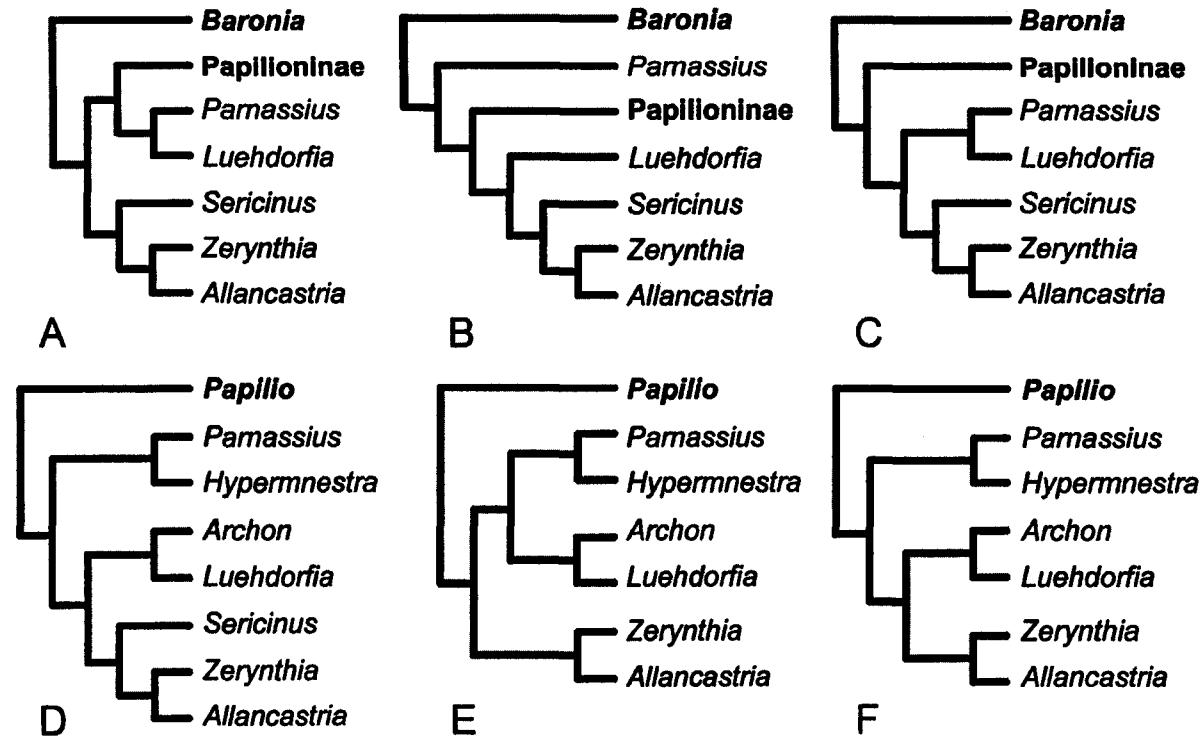 Baronia
Papilioninae
Parnassius
Luehdorfia
Sericinus
Zerynthia
Allancastria
A
Baronia
Parnassius
Papilioninae
Luehdorfia
Sericinus
Zerynthia
Allancastria
B
Baronia
Papilioninae
Parnassius
Luehdorfia
Sericinus
Zerynthia
Allancastria
C
Papilio
Parnassius
Hypermnestra
Archon
Luehdorfia
Sericinus
Zerynthia
Allancastria
D
Papilio
Parnassius
Hypermnestra
Archon
Luehdorfia
Zerynthia
Allancastria
E
Papilio
Parnassius
Hypermnestra
Archon
Luehdorfia
Zerynthia
Allancastria
F